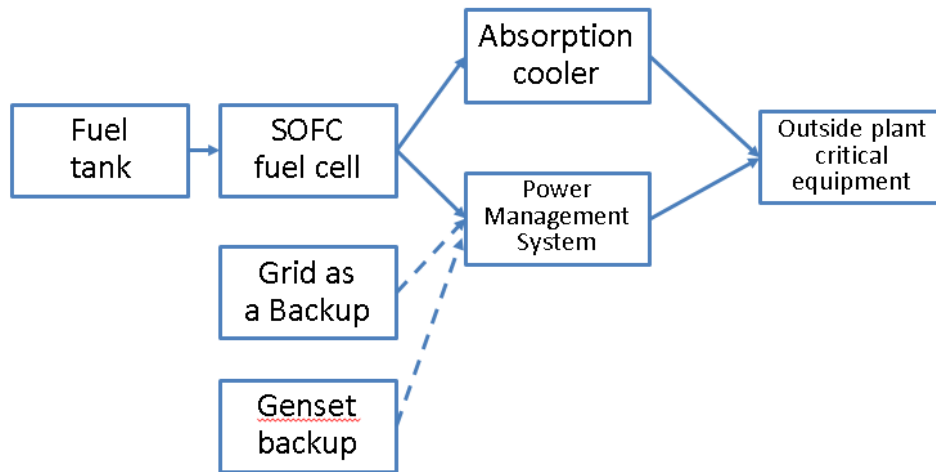 Fuel
tank
SOFC
fuel cell
Absorption
cooler
Power
Management
System
Outside plant
critical
equipment
Grid as
a Backup
Genset
backup